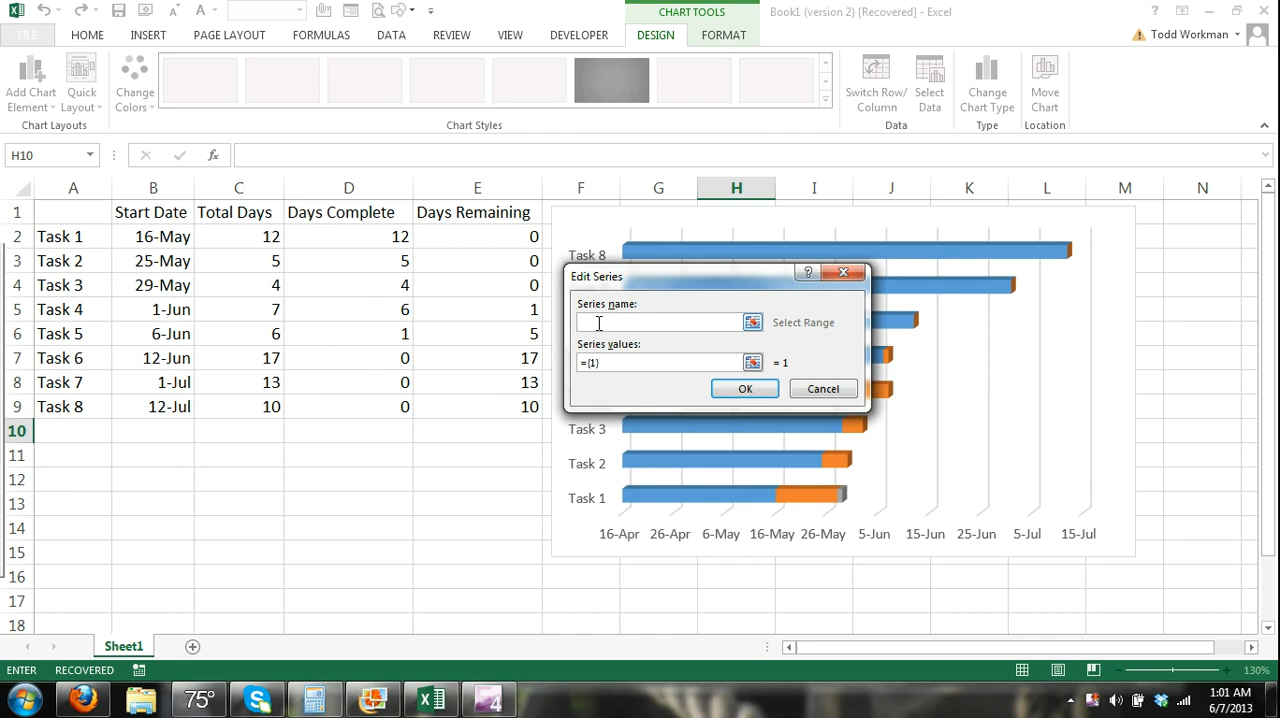 CHART TOOLS
Book1 (version 2) [Recovered] - Excel
FILE HOME INSERT PAGE LAYOUT FORMULAS DATA REVIEW VIEW DEVELOPER DESIGN FORMAT Todd Workman
Add Chart Element
Quick Layout
Change Colors
Switch Row/ Column
Select Data
Change Chart Type
Move Chart
Chart Layouts
Chart Styles
Data
Type
Location
H10
fx
A B C D E F G H I J K L M N
1 Start Date Total Days Days Complete Days Remaining
2 Task 1 16-May 12 12 0
3 Task 2 25-May 5 5 0
4 Task 3 29-May 4 4 0
5 Task 4 1-Jun 7 6 1
6 Task 5 6-Jun 6 1 5
7 Task 6 12-Jun 17 0 17
8 Task 7 1-Jul 13 0 13
9 Task 8 12-Jul 10 0 10
10
11
12
13
14
15
16
17
18
Task 8
Task 3
Task 2
Task 1
16-Apr 26-Apr 6-May 16-May 26-May 5-Jun 15-Jun 25-Jun 5-Jul 15-Jul
Edit Series
?
Series name:
Select Range
Series values:
={1}
= 1
OK
Cancel
Sheet1
ENTER RECOVERED
130%
75°
4
1:01 AM
6/7/2013